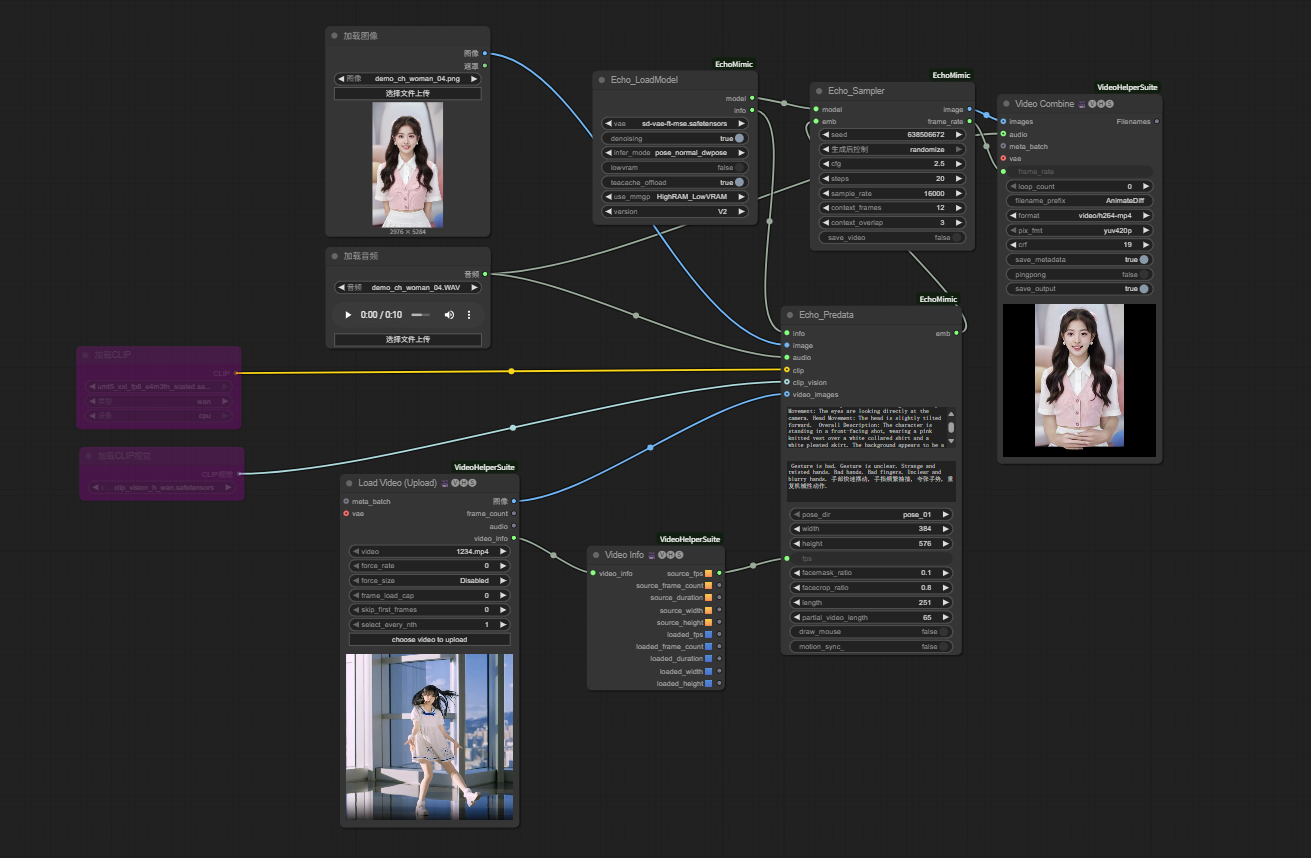 加载图像
图像
遮罩
图像 demo_ch_woman_04.png
选择文件上传
2976 × 5284
加载音频
音频
音频 demo_ch_woman_04.WAV
0:00 / 0:10
选择文件上传
加载CLIP
CLIP
umt5_xxl_fp8_e4m3fn_scaled.sa...
类型 wan
设备 cpu
加载CLIP视觉
CLIP视觉
clip_vision_h_wan.safetensors
VideoHelperSuite
Load Video (Upload) VHS
meta_batch 图像
vae frame_count
audio
video_info
video 1234.mp4
force_rate 0
force_size Disabled
frame_load_cap 0
skip_first_frames 0
select_every_nth 1
choose video to upload
VideoHelperSuite
Video Info VHS
video_info source_fps
source_frame_count
source_duration
source_width
source_height
loaded_fps
loaded_frame_count
loaded_duration
loaded_width
loaded_height
EchoMimic
Echo_LoadModel
model
info
vae sd-vae-ft-mse.safetensors
denoising true
infer_mode pose_normal_dwpose
lowvram false
teacache_offload true
use_mmgp HighRAM_LowVRAM
version V2
EchoMimic
Echo_Sampler
model image
emb frame_rate
seed 638506672
生成后控制 randomize
cfg 2.5
steps 20
sample_rate 16000
context_frames 12
context_overlap 3
save_video false
EchoMimic
Echo_Predata
info emb
image
audio
clip
clip_vision
video_images
Movement: The eyes are looking directly at the
camera. Head Movement: The head is slightly tilted
forward. Overall Description: The character is
standing in a front-facing shot, wearing a pink
knitted vest over a white collared shirt and a
white pleated skirt. The background appears to be a
Gesture is bad. Gesture is unclear. Strange and
twisted hands. Bad hands. Bad fingers. Unclear and
blurry hands. 手部快速摆动, 手指频繁抽搐, 夸张手势, 重
复机械性动作.
pose_dir pose_01
width 384
height 576
fps
facemask_ratio 0.1
facecrop_ratio 0.8
length 251
partial_video_length 65
draw_mouse false
motion_sync_ false
VideoHelperSuite
Video Combine VHS
images Filenames
audio
meta_batch
vae
frame_rate
loop_count 0
filename_prefix AnimateDiff
format video/h264-mp4
pix_fmt yuv420p
crf 19
save_metadata true
pingpong false
save_output true